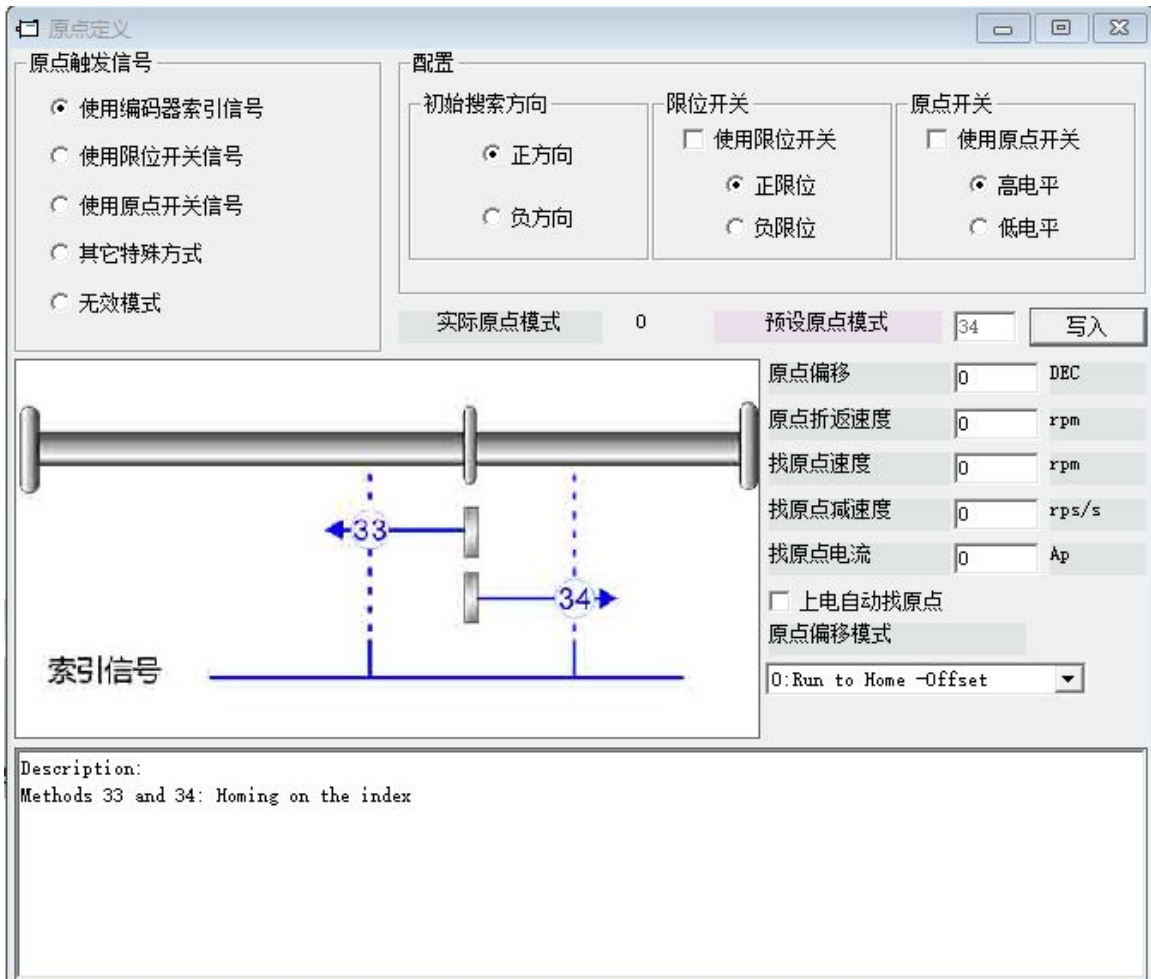 原点定义
原点触发信号
使用编码器索引信号
使用限位开关信号
使用原点开关信号
其它特殊方式
无效模式
配置
初始搜索方向
正方向
负方向
限位开关
使用限位开关
正限位
负限位
原点开关
使用原点开关
高电平
低电平
实际原点模式 0 预设原点模式 34 写入
33
34
索引信号
原点偏移 0 DEC
原点折返速度 0 rpm
找原点速度 0 rpm
找原点减速度 0 rps/s
找原点电流 0 Ap
上电自动找原点
原点偏移模式
0:Run to Home -Offset
Description:
Methods 33 and 34: Homing on the index